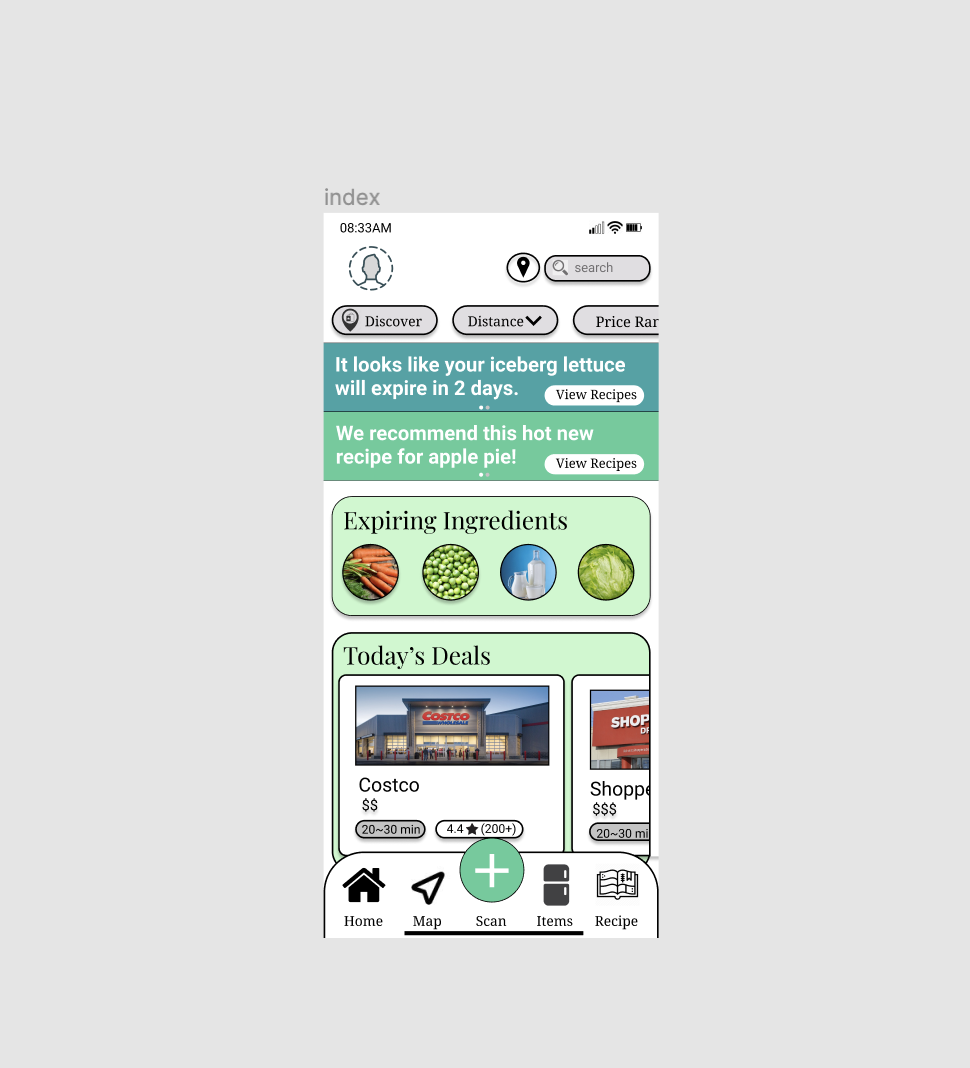 index
08:33AM
search
Discover
Distance
Price Ran
It looks like your iceberg lettuce
will expire in 2 days.
View Recipes
We recommend this hot new
recipe for apple pie!
View Recipes
Expiring Ingredients
Today's Deals
COSTCO
WHOLESALE
SHOP
DR
Costco
$$
20~30 min
4.4 (200+)
Shoppe
$$$
20~30 mi
Home
Map
Scan
Items
Recipe